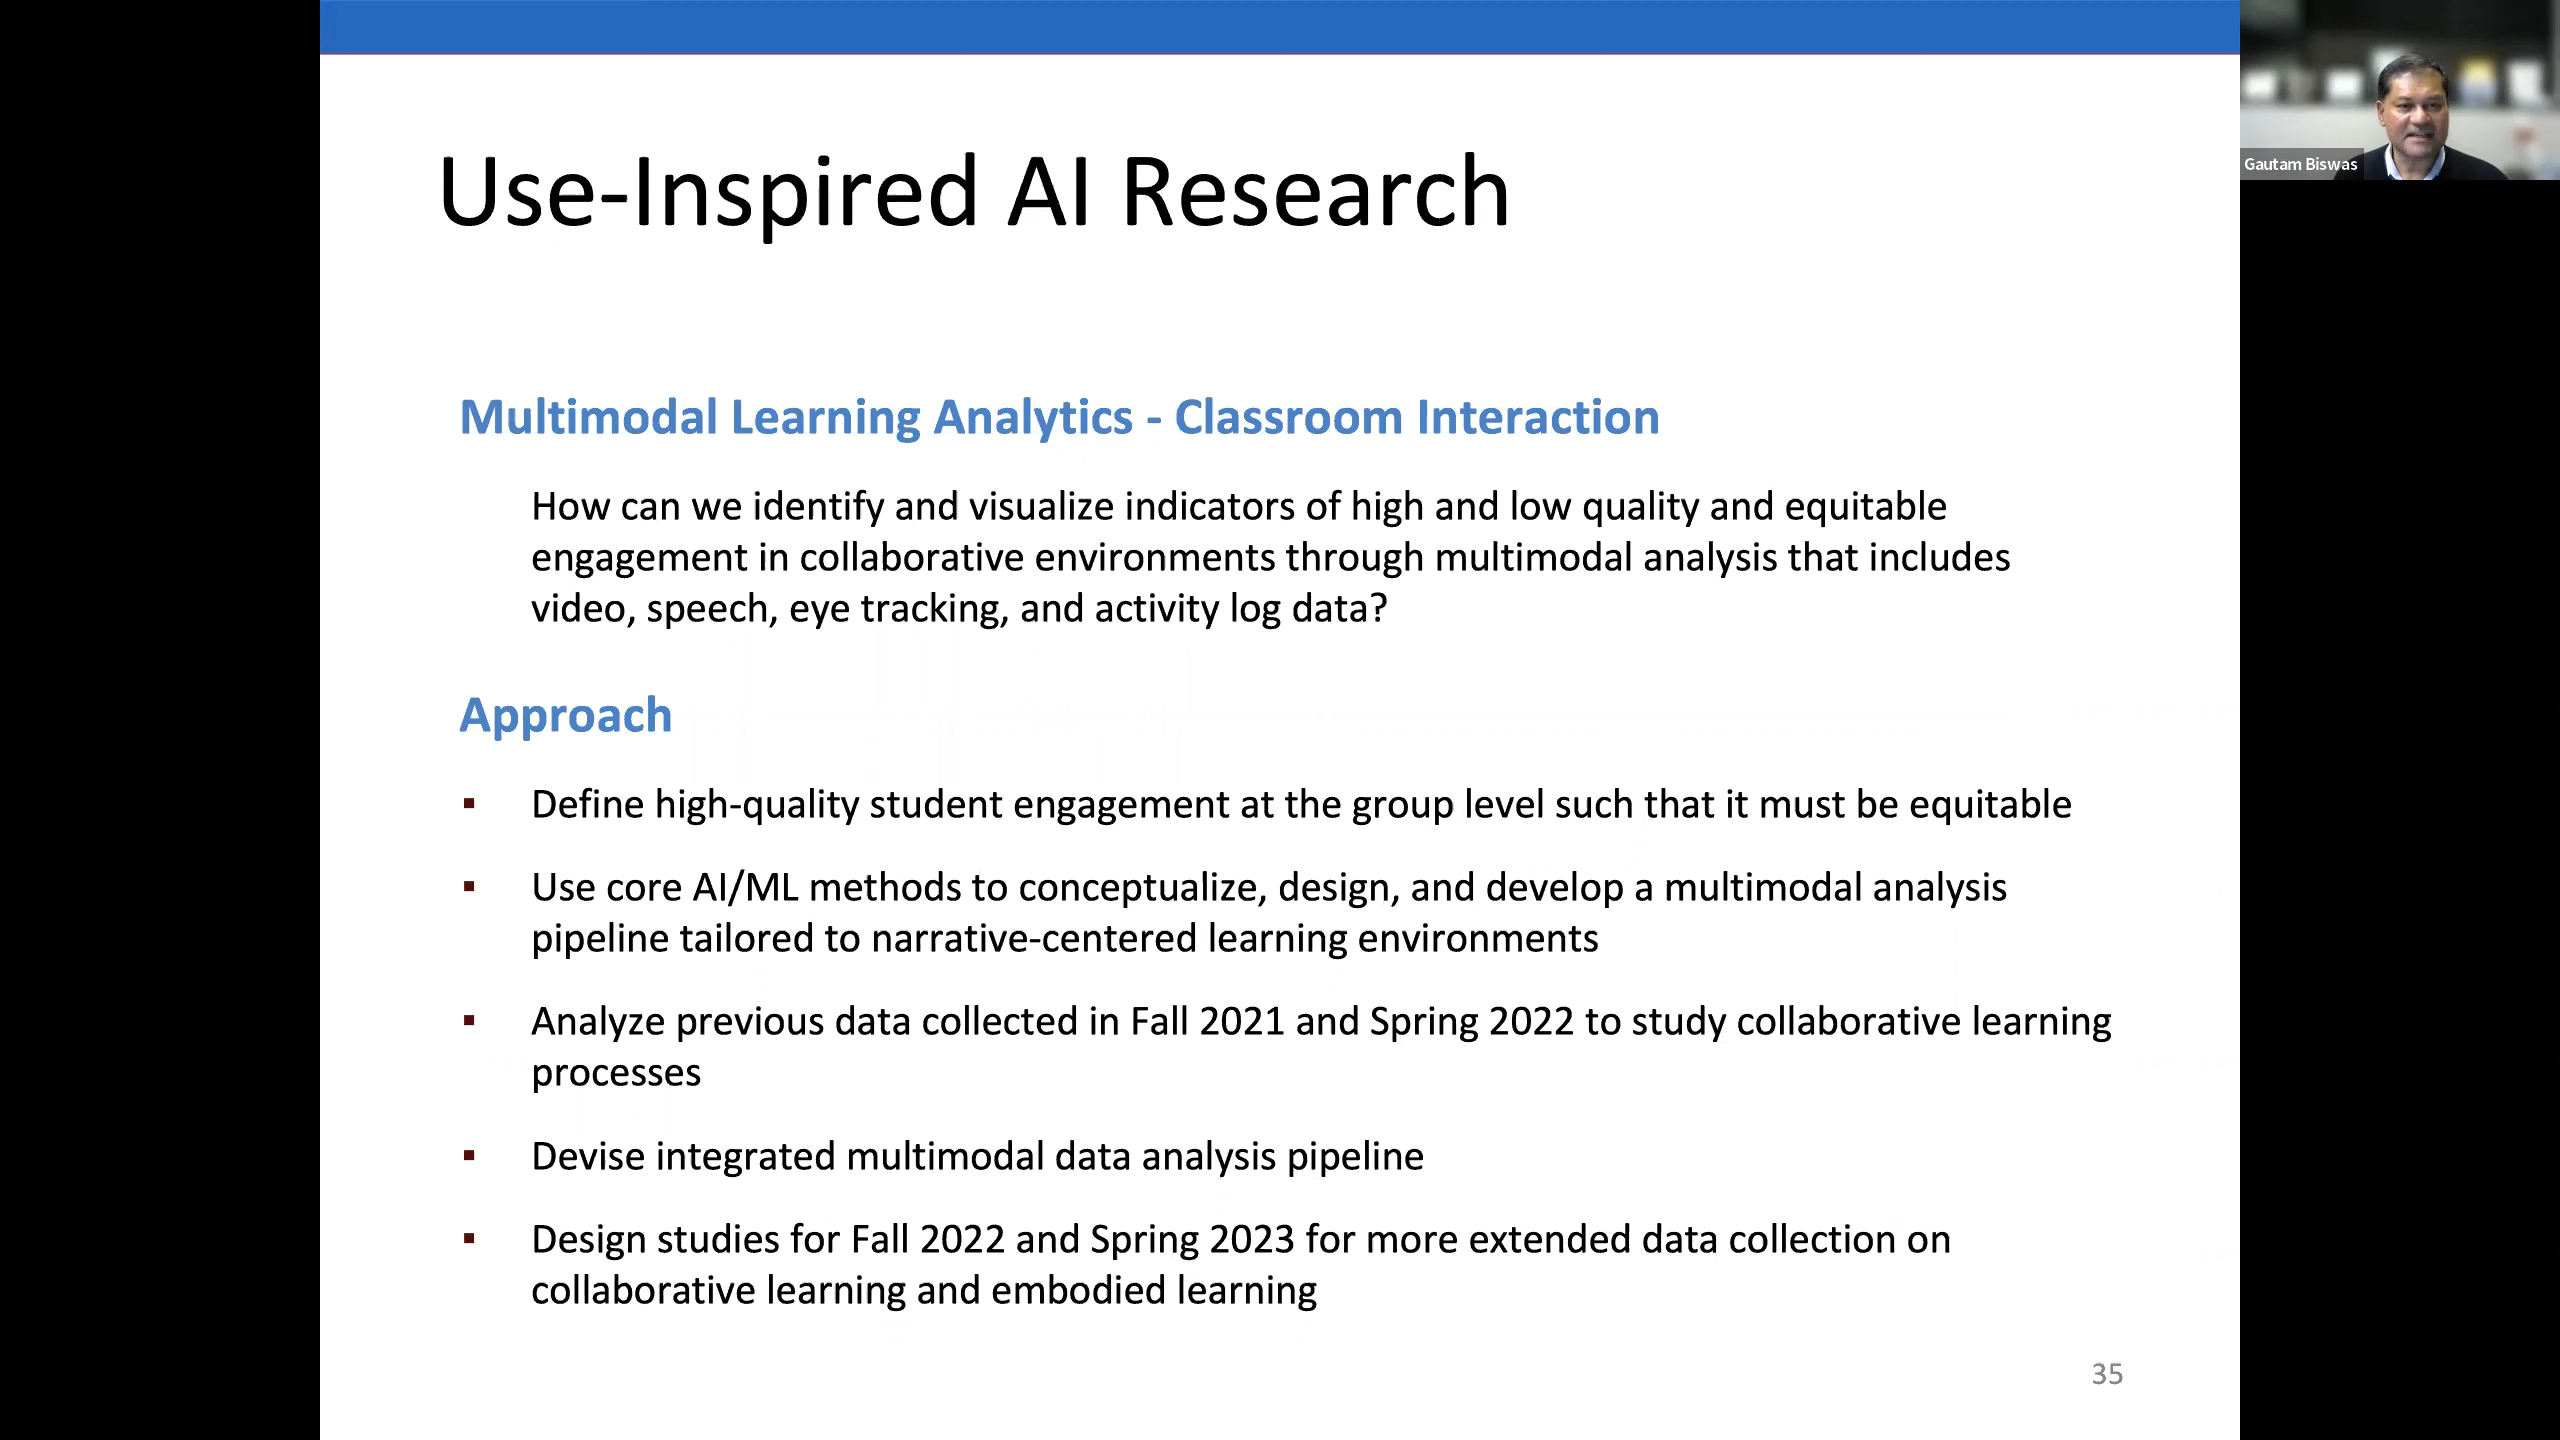 Use-Inspired AI Research
Gautam Biswas
Multimodal Learning Analytics - Classroom Interaction
How can we identify and visualize indicators of high and low quality and equitable
engagement in collaborative environments through multimodal analysis that includes
video, speech, eye tracking, and activity log data?
Approach
▪ Define high-quality student engagement at the group level such that it must be equitable
▪ Use core AI/ML methods to conceptualize, design, and develop a multimodal analysis
pipeline tailored to narrative-centered learning environments
▪ Analyze previous data collected in Fall 2021 and Spring 2022 to study collaborative learning
processes
▪ Devise integrated multimodal data analysis pipeline
▪ Design studies for Fall 2022 and Spring 2023 for more extended data collection on
collaborative learning and embodied learning
35